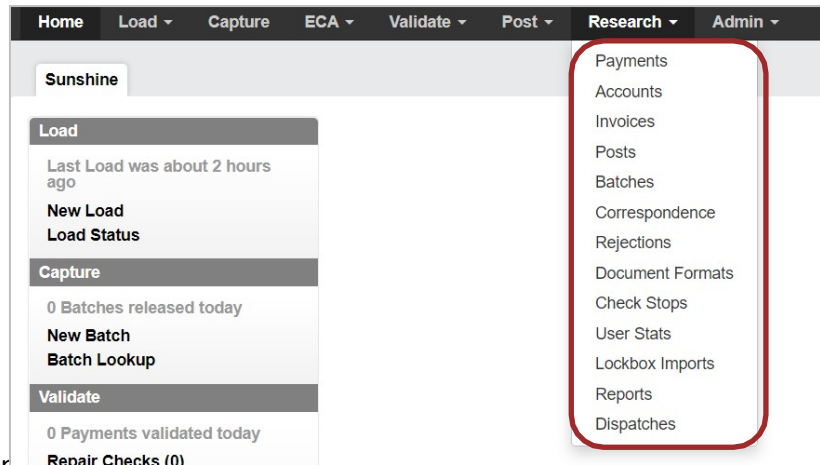 Home Load Capture ECA Validate Post Research Admin
Sunshine
Load
Last Load was about 2 hours
ago
New Load
Load Status
Capture
0 Batches released today
New Batch
Batch Lookup
Validate
0 Payments validated today
Repair Checks (0)
Payments
Accounts
Invoices
Posts
Batches
Correspondence
Rejections
Document Formats
Check Stops
User Stats
Lockbox Imports
Reports
Dispatches